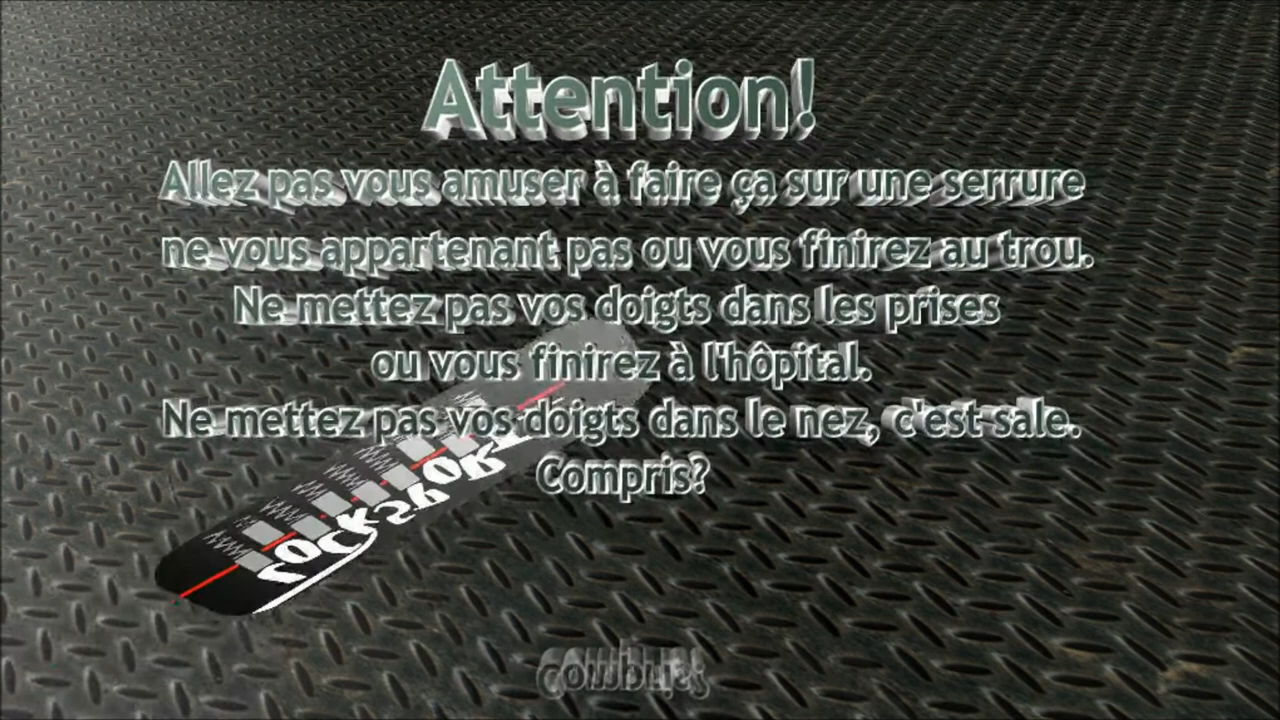 Attention!
Allez pas vous amuser à faire ça sur une serrure
ne vous appartenant pas ou vous finirez au trou.
Ne mettez pas vos doigts dans les prises
ou vous finirez à l'hôpital.
Ne mettez pas vos doigts dans le nez, c'est sale.
Compris?
LOCKSPORT
Compris?